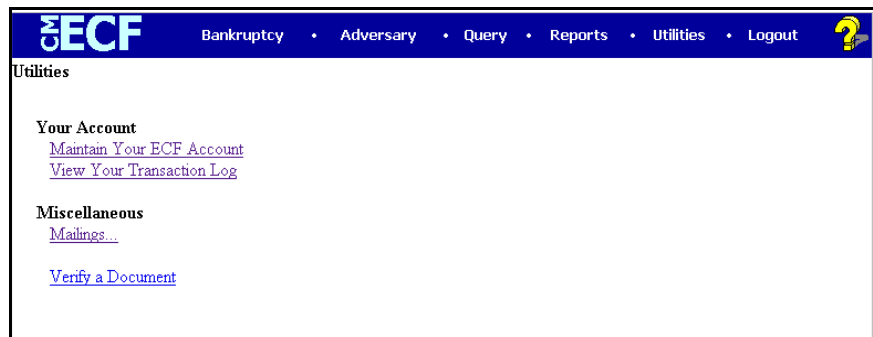 CM ECF Bankruptcy • Adversary • Query • Reports • Utilities • Logout ?
Utilities
Your Account
Maintain Your ECF Account
View Your Transaction Log
Miscellaneous
Mailings...
Verify a Document